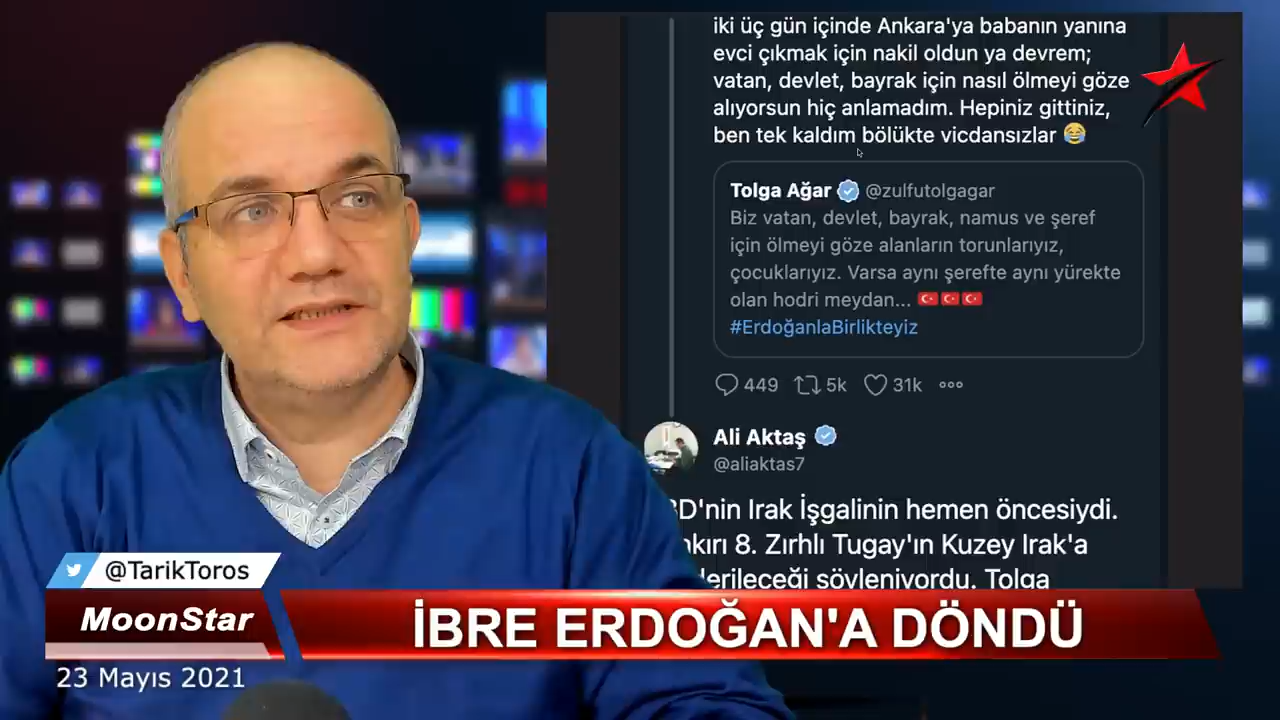 iki üç gün içinde Ankara'ya babanın yanına
evci çıkmak için nakil oldun ya devrem;
vatan, devlet, bayrak için nasıl ölmeyi göze
alıyorsun hiç anlamadım. Hepiniz gittiniz,
ben tek kaldım bölükte vicdansızlar 😂
Tolga Ağar @zulfutolgagar
Biz vatan, devlet, bayrak, namus ve şeref
için ölmeyi göze alanların torunlarıyız,
çocuklarıyız. Varsa aynı şerefte aynı yürekte
olan hodri meydan... 🇹🇷🇹🇷🇹🇷
#ErdoğanlaBirlikteyiz
449 5k 31k
Ali Aktaş
@aliaktas7
BD'nin Irak İşgalinin hemen öncesiydi.
nkırı 8. Zırhlı Tugay'ın Kuzey Irak'a
derileceği söyleniyordu. Tolga
@TarikToros
MoonStar
İBRE ERDOĞAN'A DÖNDÜ
23 Mayıs 2021